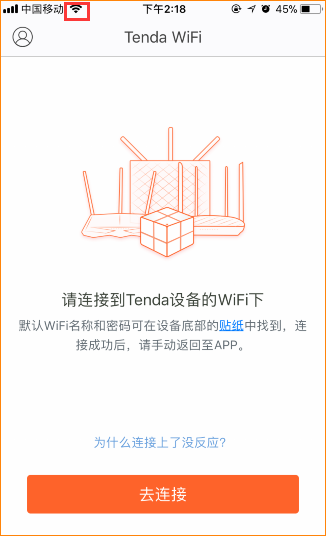 中国移动 下午2:18 45%
Tenda WiFi
请连接到Tenda设备的WiFi下
默认WiFi名称和密码可在设备底部的贴纸中找到，连
接成功后，请手动返回至APP。
为什么连接上了没反应?
去连接